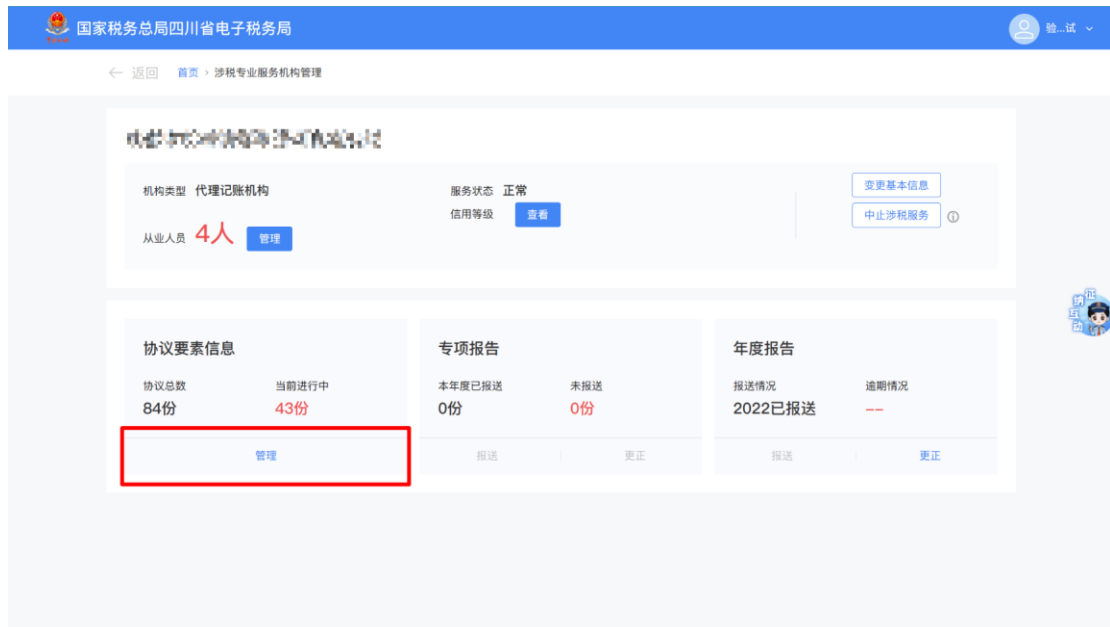 国家税务总局四川省电子税务局
验...试
返回 首页 › 涉税专业服务机构管理
机构类型 代理记账机构
服务状态 正常
变更基本信息
信用等级 查看
中止涉税服务
从业人员 4人 管理
纳征互动
协议要素信息
协议总数 当前进行中
84份 43份
管理
专项报告
本年度已报送 未报送
0份 0份
报送 更正
年度报告
报送情况 逾期情况
2022已报送 --
报送 更正